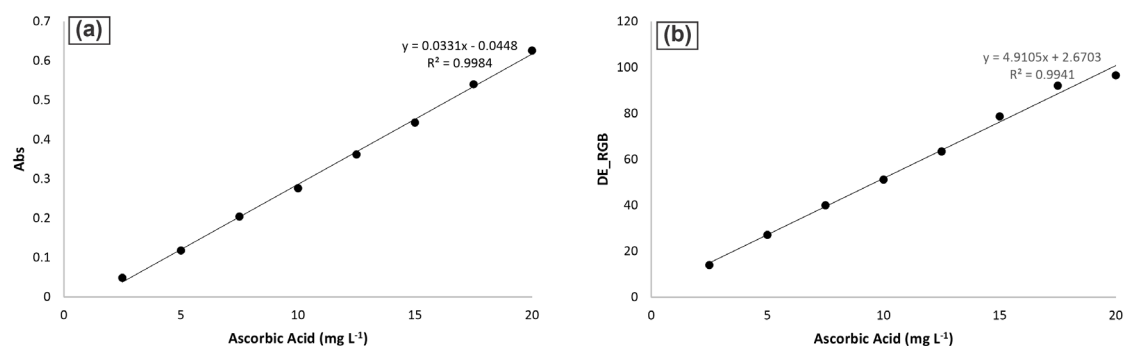 (a)
y = 0.0331x - 0.0448
R² = 0.9984
Abs
0.7
0.6
0.5
0.4
0.3
0.2
0.1
0
0 5 10 15 20
Ascorbic Acid (mg L⁻¹)
(b)
y = 4.9105x + 2.6703
R² = 0.9941
DE_RGB
120
100
80
60
40
20
0
0 5 10 15 20
Ascorbic Acid (mg L⁻¹)